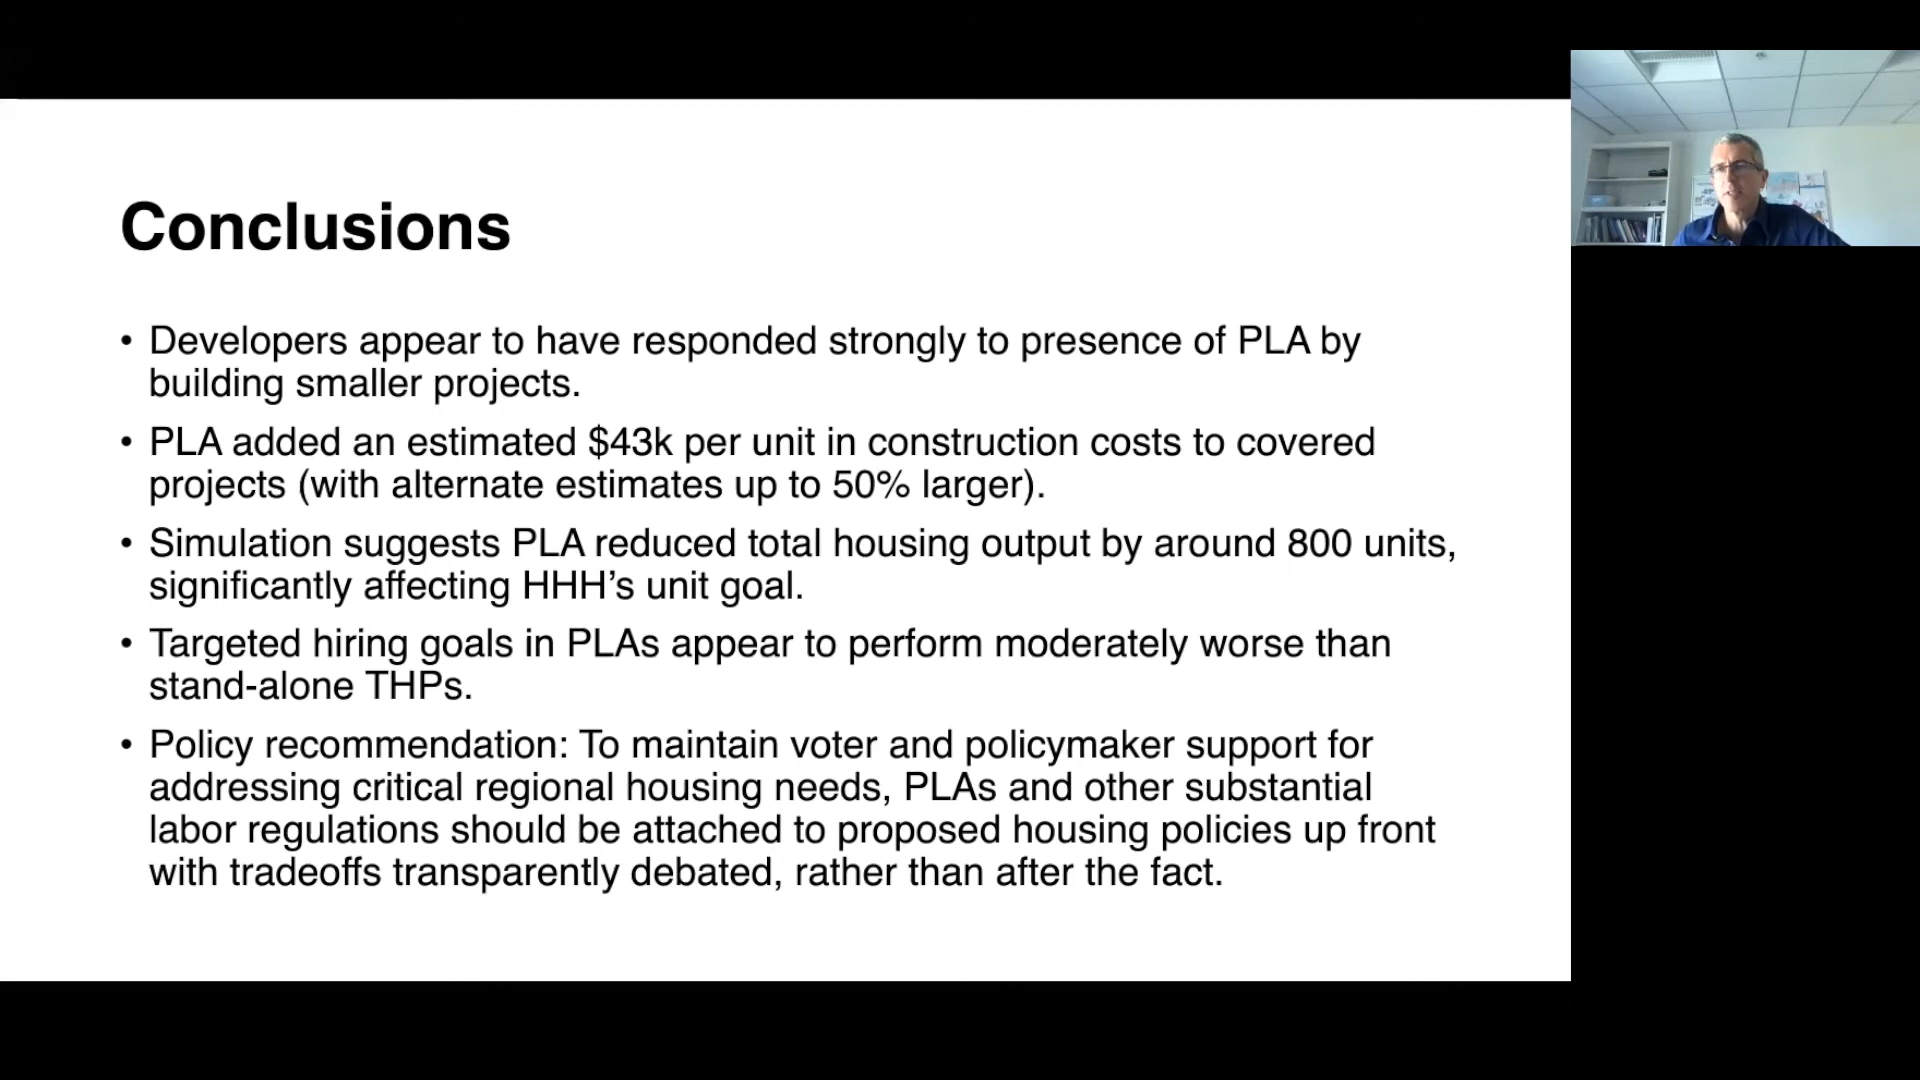 Conclusions
• Developers appear to have responded strongly to presence of PLA by
building smaller projects.
• PLA added an estimated $43k per unit in construction costs to covered
projects (with alternate estimates up to 50% larger).
• Simulation suggests PLA reduced total housing output by around 800 units,
significantly affecting HHH’s unit goal.
• Targeted hiring goals in PLAs appear to perform moderately worse than
stand-alone THPs.
• Policy recommendation: To maintain voter and policymaker support for
addressing critical regional housing needs, PLAs and other substantial
labor regulations should be attached to proposed housing policies up front
with tradeoffs transparently debated, rather than after the fact.